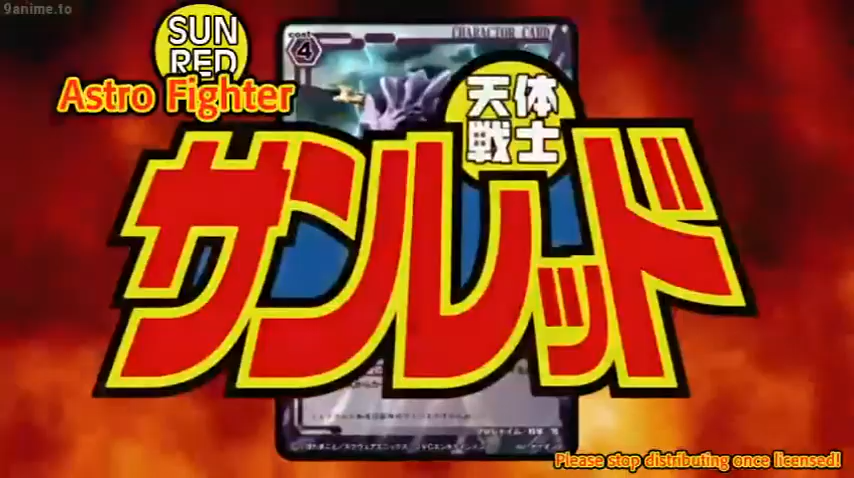 9anime.to
SUN
RED
Astro Fighter
cost
4
CHARACTOR CARD
天体
戦士
サンレッド
Please stop distributing once licensed!